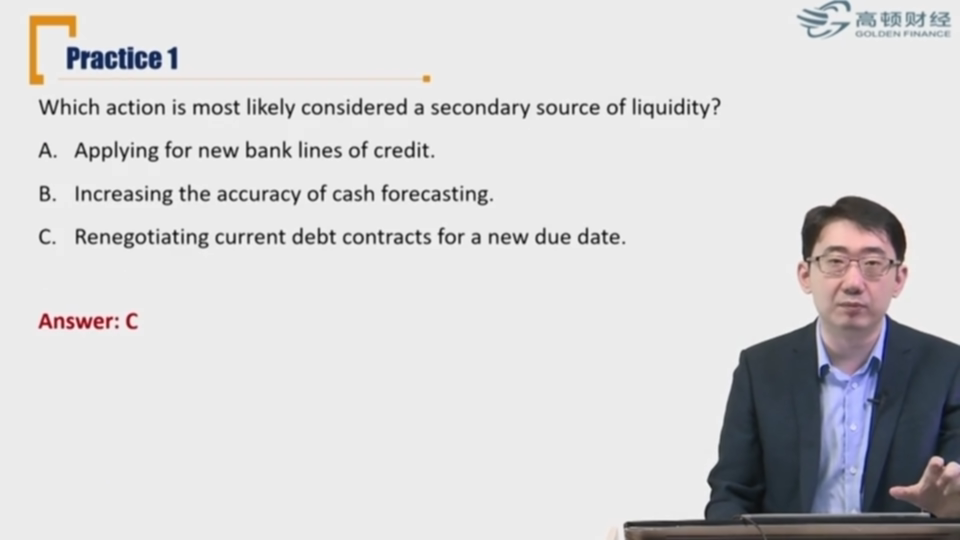 高顿财经
GOLDEN FINANCE
Practice 1
Which action is most likely considered a secondary source of liquidity?
A. Applying for new bank lines of credit.
B. Increasing the accuracy of cash forecasting.
C. Renegotiating current debt contracts for a new due date.
Answer: C